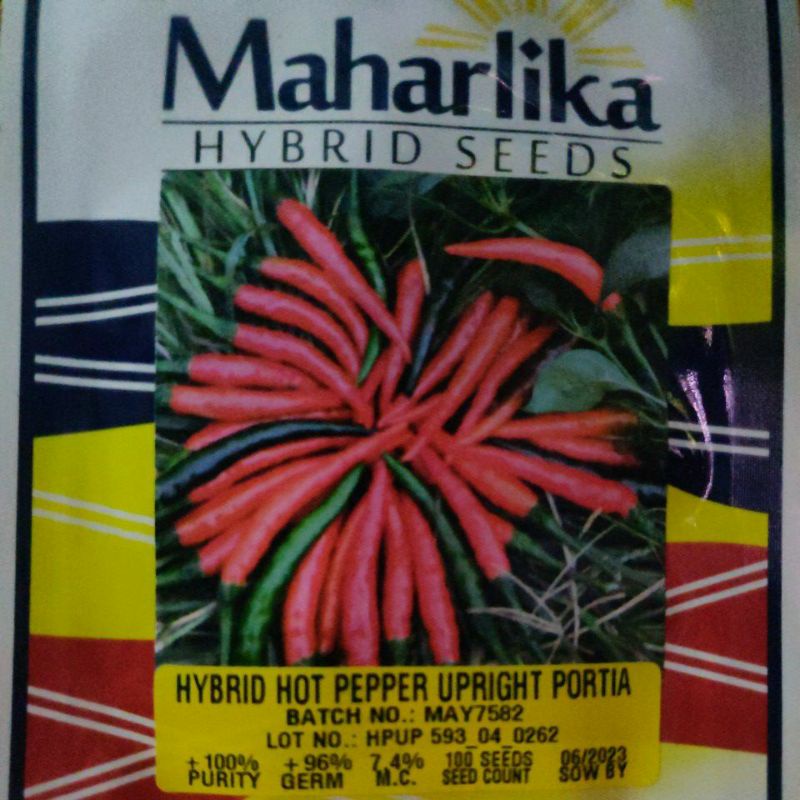 Maharlika
HYBRID SEEDS
HYBRID HOT PEPPER UPRIGHT PORTIA
BATCH NO.: MAY7582
LOT NO.: HPUP 593_04_0262
+100% +96% 7,4% 100 SEEDS 06/2023
PURITY GERM M.C. SEED COUNT SOW BY